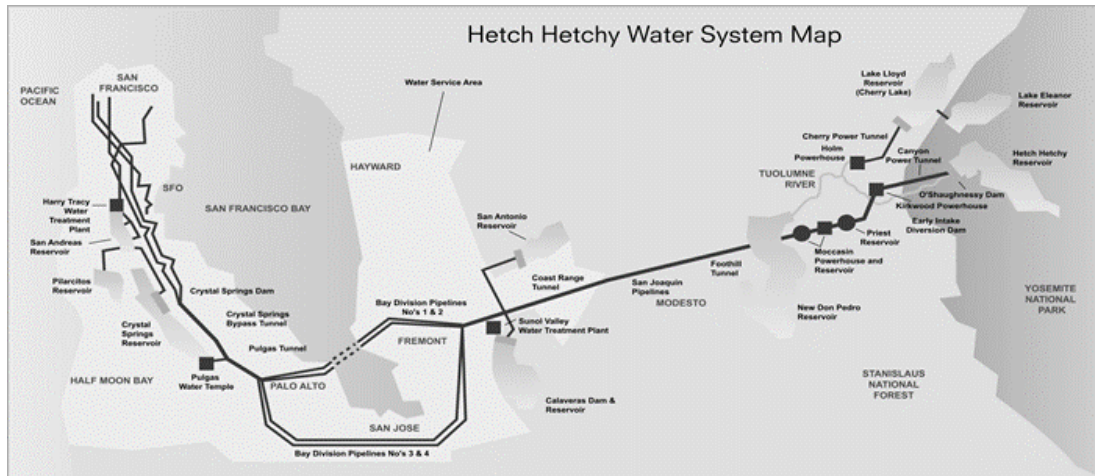 Hetch Hetchy Water System Map
PACIFIC
OCEAN
SAN
FRANCISCO
Water Service Area
Lake Lloyd
Reservoir
(Cherry Lake)
Lake Eleanor
Reservoir
Cherry Power Tunnel
Holm
Powerhouse
Canyon
Power Tunnel
Hetch Hetchy
Reservoir
HAYWARD
TUOLUMNE
RIVER
SFO
O'Shaughnessy Dam
Kirkwood Powerhouse
Harry Tracy
Water
Treatment
Plant
SAN FRANCISCO BAY
San Antonio
Reservoir
Early Intake
Diversion Dam
Priest
Reservoir
San Andreas
Reservoir
Moccasin
Powerhouse and
Reservoir
Foothill
Tunnel
Pilarcitos
Reservoir
Coast Range
Tunnel
San Joaquin
Pipelines
Crystal Springs Dam
MODESTO
YOSEMITE
NATIONAL
PARK
Bay Division Pipelines
No's 1 & 2
Crystal Springs
Bypass Tunnel
New Don Pedro
Reservoir
Crystal
Springs
Reservoir
Sunol Valley
Water Treatment Plant
FREMONT
Pulgas Tunnel
HALF MOON BAY
Pulgas
Water Temple
PALO ALTO
STANISLAUS
NATIONAL
FOREST
Calaveras Dam &
Reservoir
SAN JOSE
Bay Division Pipelines No's 3 & 4